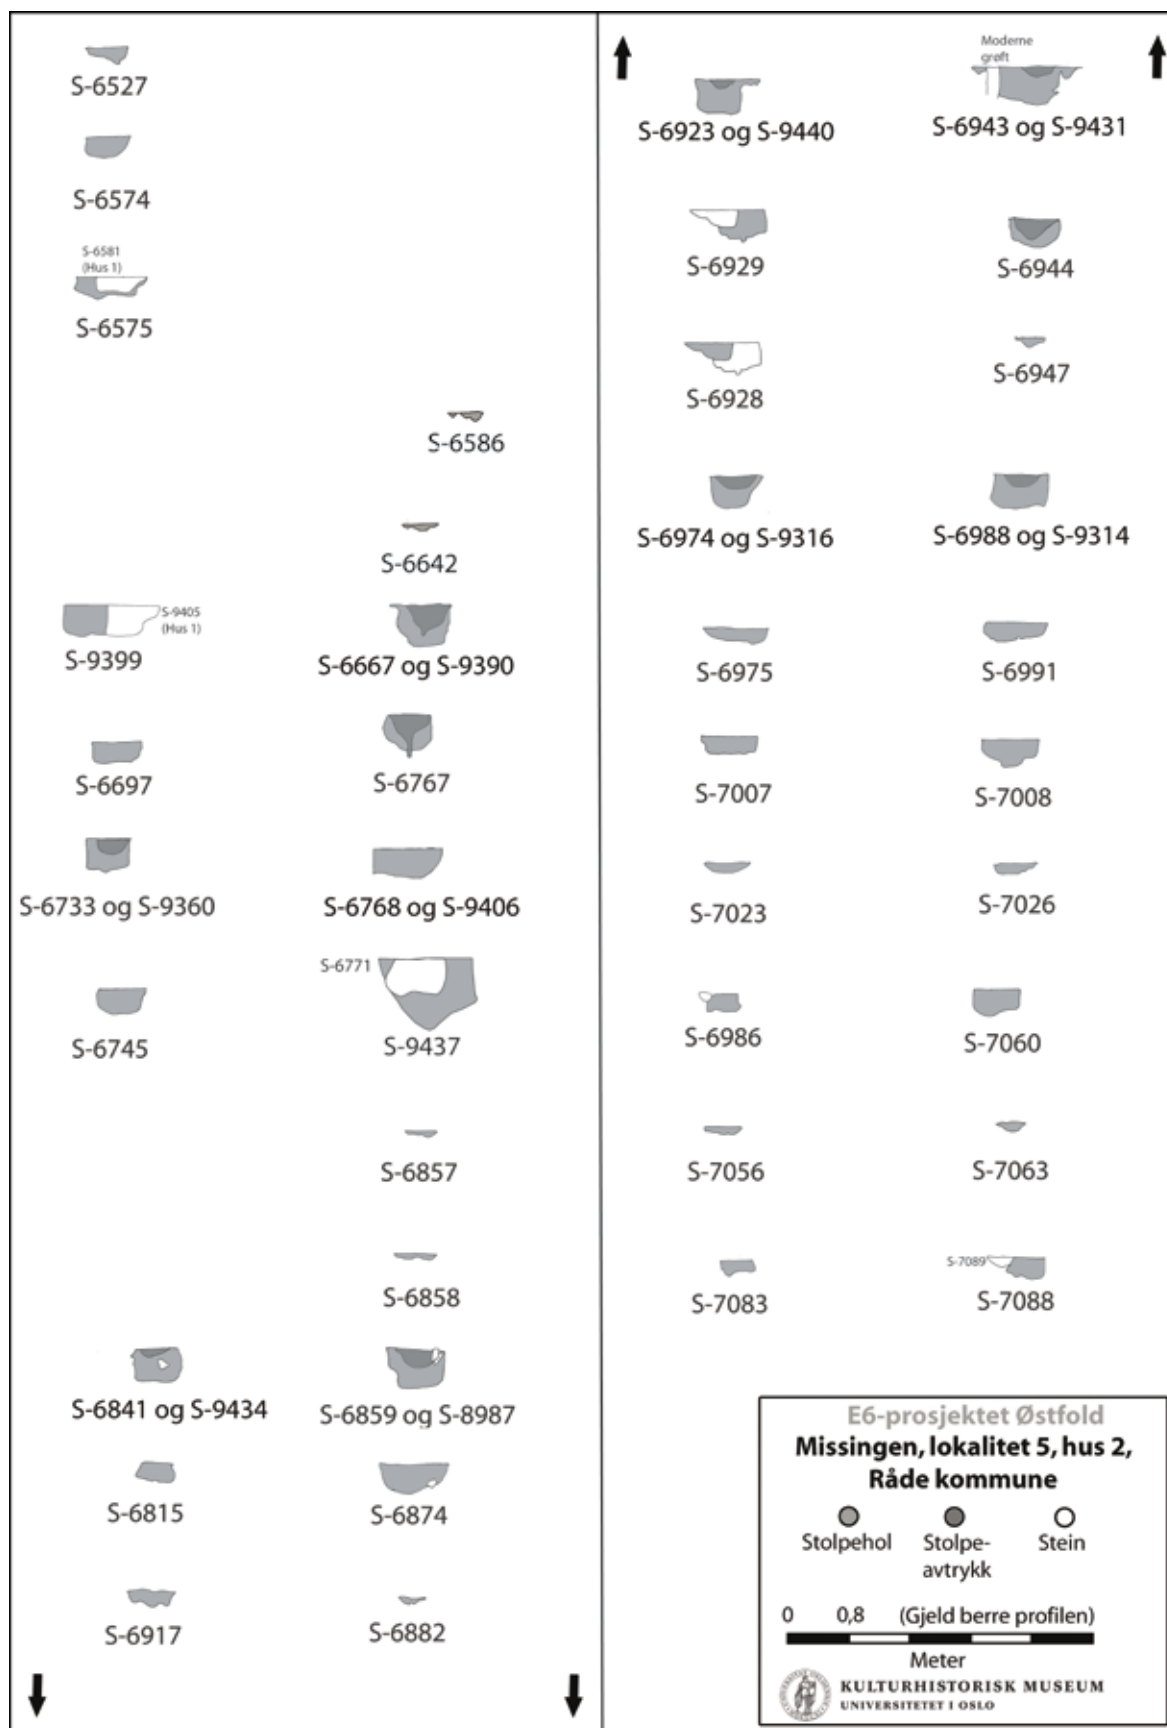 S-6527
S-6574
S-6581
(Hus 1)
S-6575
S-6586
S-6642
S-9405
(Hus 1)
S-9399
S-6667 og S-9390
S-6697
S-6767
S-6733 og S-9360
S-6768 og S-9406
S-6771
S-6745
S-9437
S-6857
S-6858
S-6841 og S-9434
S-6859 og S-8987
S-6815
S-6874
S-6917
S-6882
Moderne
grøft
S-6923 og S-9440
S-6943 og S-9431
S-6929
S-6944
S-6928
S-6947
S-6974 og S-9316
S-6988 og S-9314
S-6975
S-6991
S-7007
S-7008
S-7023
S-7026
S-6986
S-7060
S-7056
S-7063
S-7089
S-7083
S-7088
E6-prosjektet Østfold
Missingen, lokalitet 5, hus 2,
Råde kommune
Stolpehol
Stolpe-
avtrykk
Stein
0 0,8 (Gjeld berre profilen)
Meter
KULTURHISTORISK MUSEUM
UNIVERSITETET I OSLO